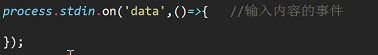 process.stdin.on('data',()=>{   //输入内容的事件
});